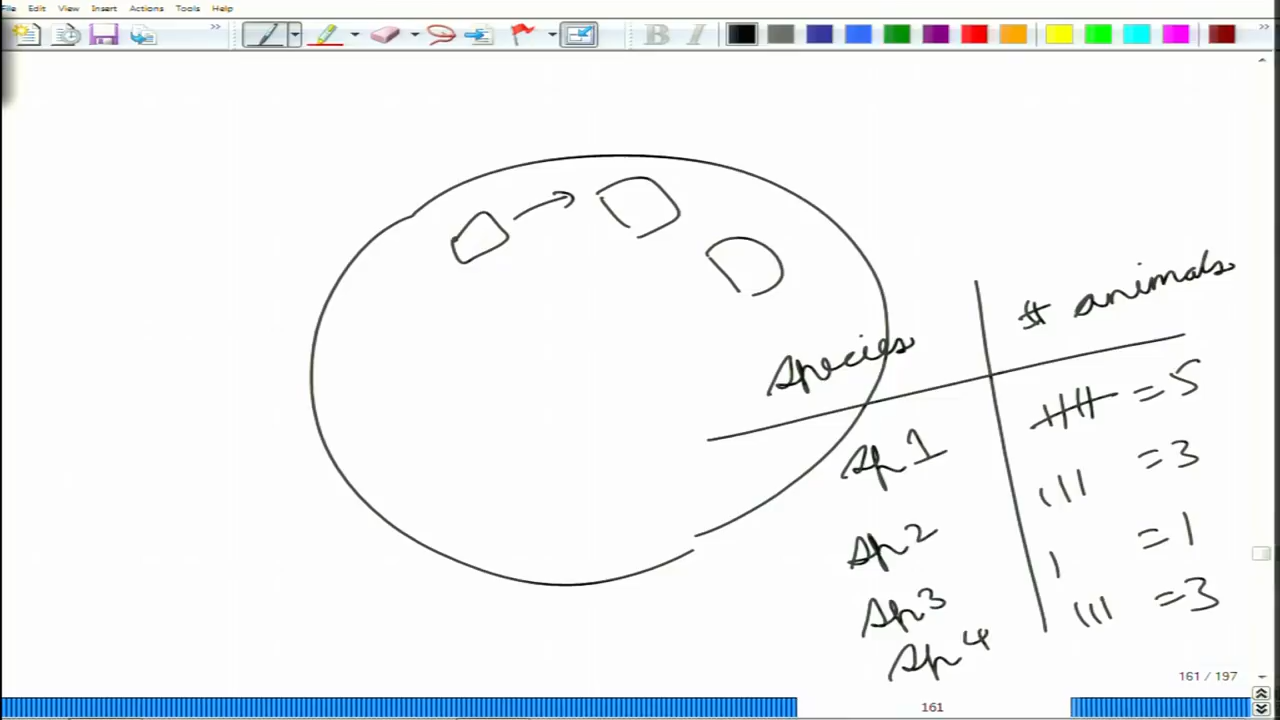 File Edit View Insert Actions Tools Help
B I
Species # animals
Sp 1 = 5
Sp 2 ||| = 3
Sp 3 | = 1
Sp 4 ||| = 3
161 / 197
161